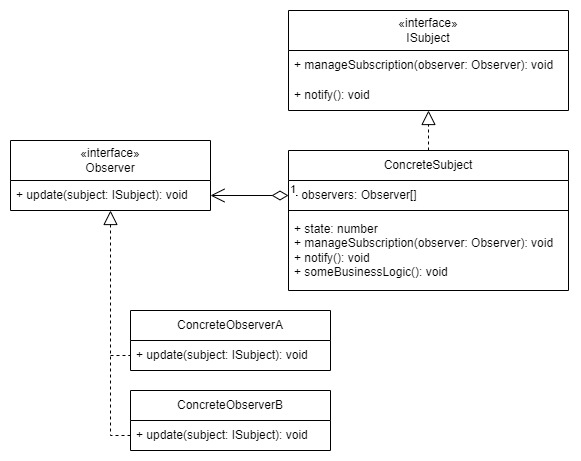 «interface»
ISubject
+ manageSubscription(observer: Observer): void
+ notify(): void
«interface»
Observer
+ update(subject: ISubject): void
ConcreteSubject
1
- observers: Observer[]
+ state: number
+ manageSubscription(observer: Observer): void
+ notify(): void
+ someBusinessLogic(): void
ConcreteObserverA
+ update(subject: ISubject): void
ConcreteObserverB
+ update(subject: ISubject): void